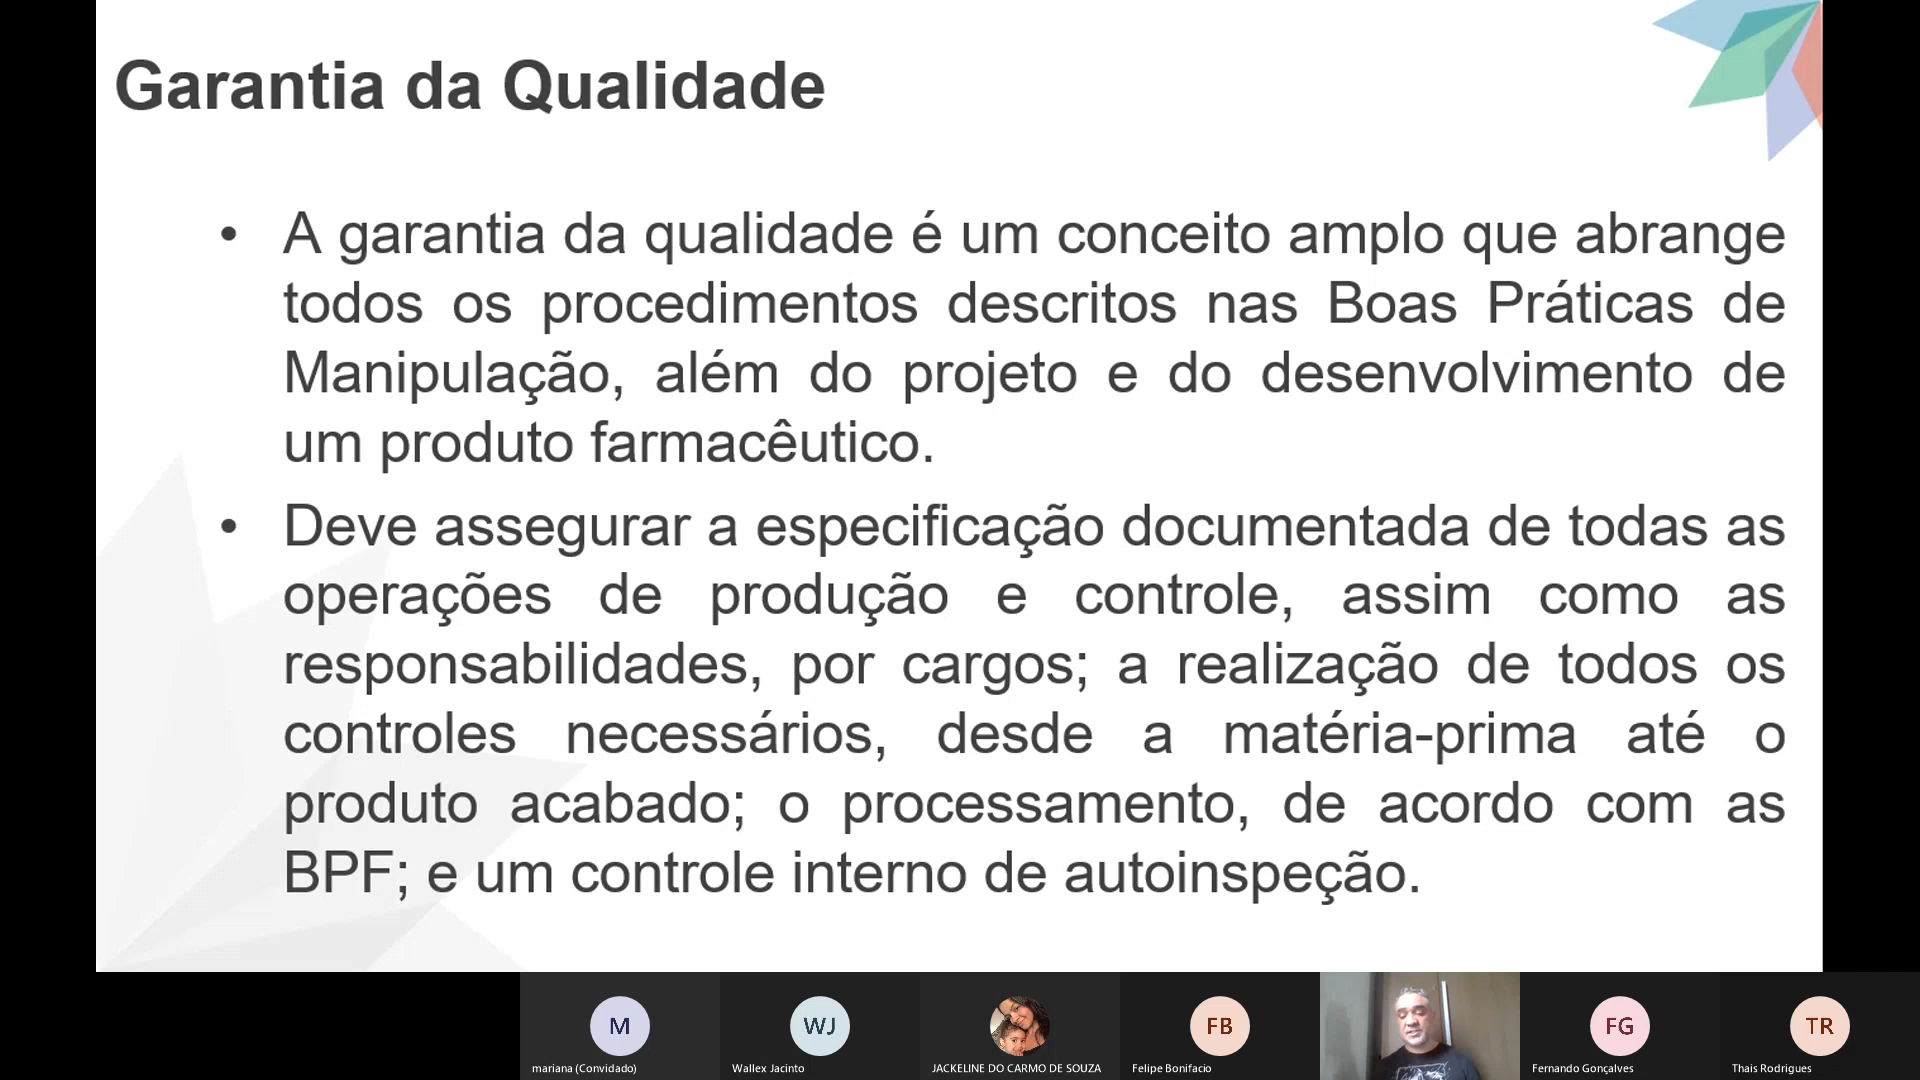 Garantia da Qualidade
• A garantia da qualidade é um conceito amplo que abrange
todos os procedimentos descritos nas Boas Práticas de
Manipulação, além do projeto e do desenvolvimento de
um produto farmacêutico.
• Deve assegurar a especificação documentada de todas as
operações de produção e controle, assim como as
responsabilidades, por cargos; a realização de todos os
controles necessários, desde a matéria-prima até o
produto acabado; o processamento, de acordo com as
BPF; e um controle interno de autoinspeção.
M
WJ
FB
FG
TR
mariana (Convidado)
Wallex Jacinto
JACKELINE DO CARMO DE SOUZA
Felipe Bonifacio
Fernando Gonçalves
Thais Rodrigues